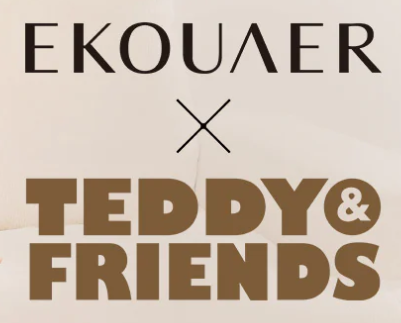 EKOUΛER
×
TEDDY&
FRIENDS